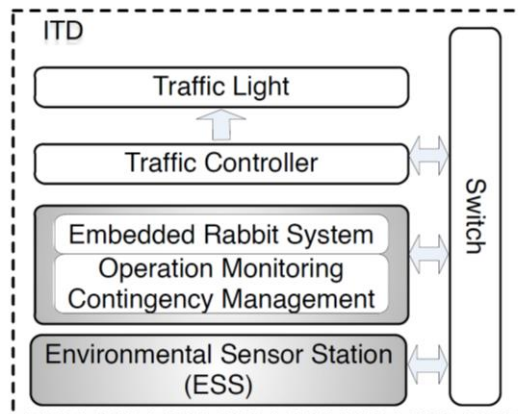 ITD
Traffic Light
Traffic Controller
Embedded Rabbit System
Operation Monitoring
Contingency Management
Environmental Sensor Station
(ESS)
Switch